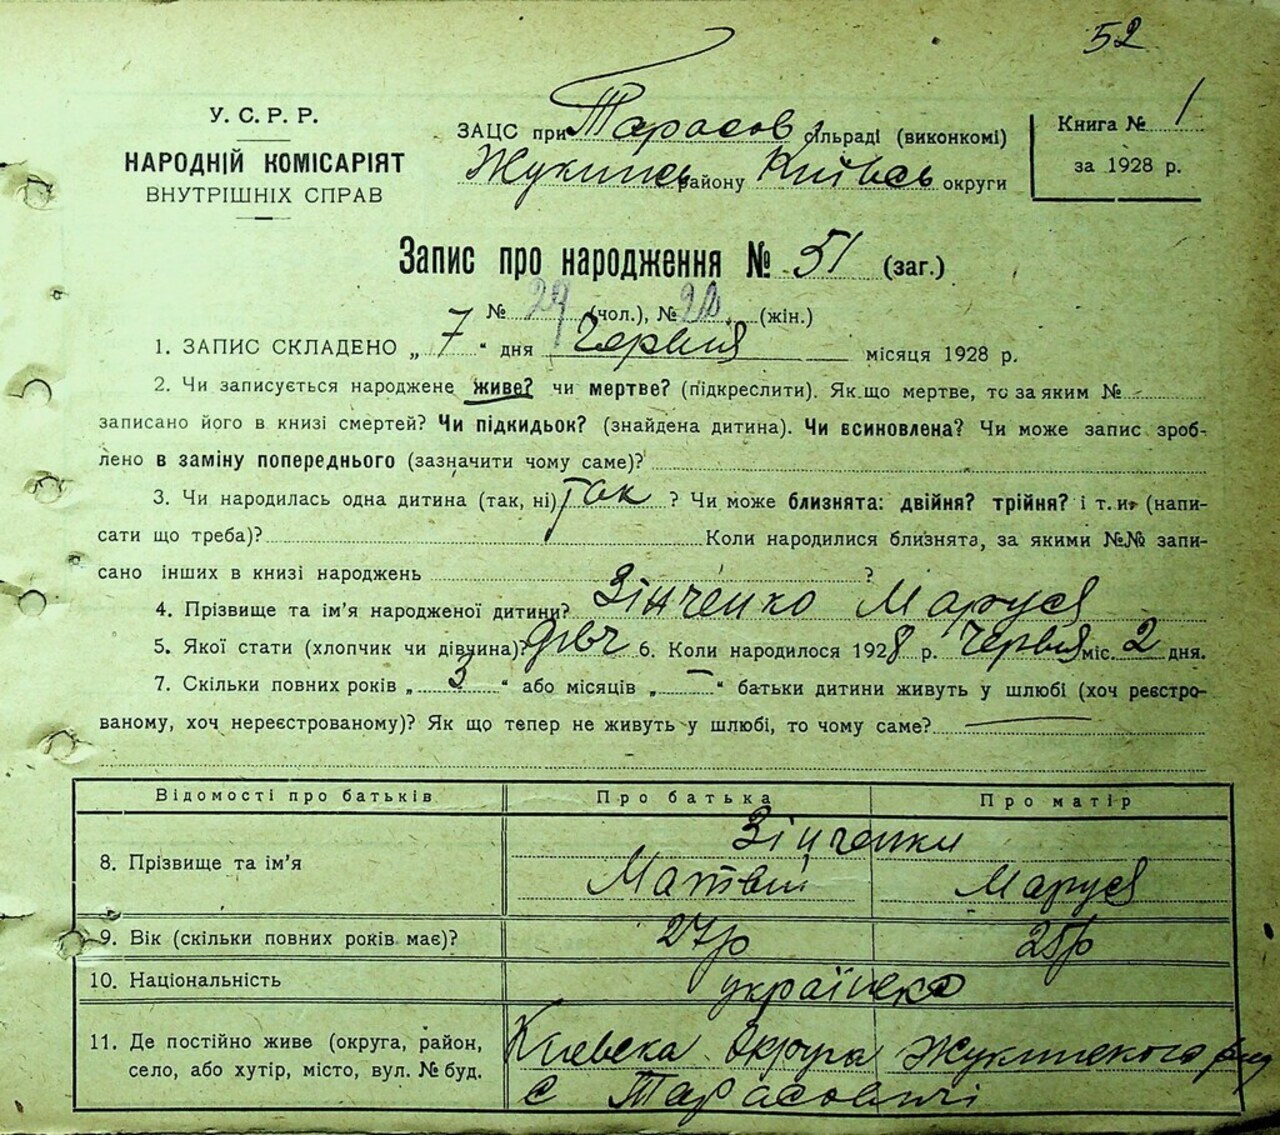 52
У. С. Р. Р.
НАРОДНІЙ КОМІСАРІЯТ
ВНУТРІШНІХ СПРАВ
ЗАЦС при Тарасов сільраді (виконкомі)
Жукинсь району Київсь округи
Книга № 1
за 1928 р.
Запис про народження № 51 (заг.)
№ 29 (чол.), № (жін.)
1. ЗАПИС СКЛАДЕНО „ 7 “ дня Червня місяця 1928 р.
2. Чи записується народжене живе? чи мертве? (підкреслити). Як що мертве, то за яким №
записано його в книзі смертей? Чи підкидьок? (знайдена дитина). Чи всиновлена? Чи може запис зроб-
лено в заміну попереднього (зазначити чому саме)?
3. Чи народилась одна дитина (так, ні) так ? Чи може близнята: двійня? трійня? і т. и. (напи-
сати що треба)? Коли народилися близнята, за якими №№ запи-
сано інших в книзі народжень ?
4. Прізвище та ім’я народженої дитини? Зінченко Маруся
5. Якої стати (хлопчик чи дівчина)? дівч 6. Коли народилося 1928 р. Червня міс. 2 дня.
7. Скільки повних років „ 3 “ або місяців „ – “ батьки дитини живуть у шлюбі (хоч реєстро-
ваному, хоч нереєстрованому)? Як що тепер не живуть у шлюбі, то чому саме? —
Відомості про батьків Про батька Про матір
Зінченки
8. Прізвище та ім’я Матвій Маруся
9. Вік (скільки повних років має)? 27р 25р
10. Національність українско
11. Де постійно живе (округа, район, Киевска округа Жукинского
село, або хутір, місто, вул. № буд. с Тарасовичі